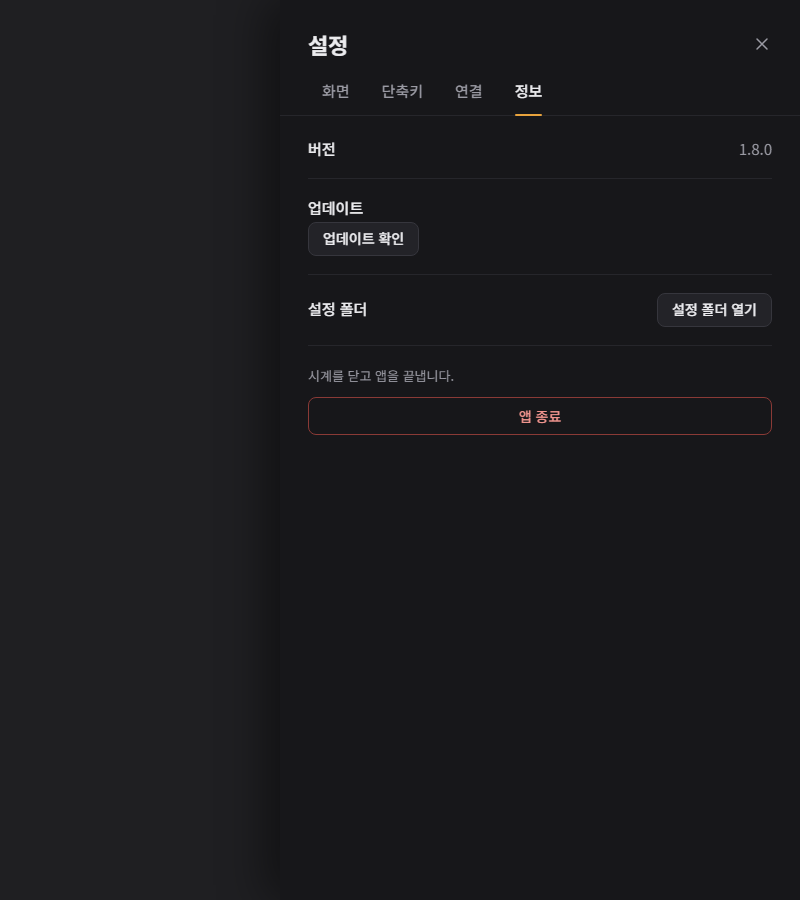 설정
화면 단축키 연결 정보
버전 1.8.0
업데이트
업데이트 확인
설정 폴더 설정 폴더 열기
시계를 닫고 앱을 끝냅니다.
앱 종료